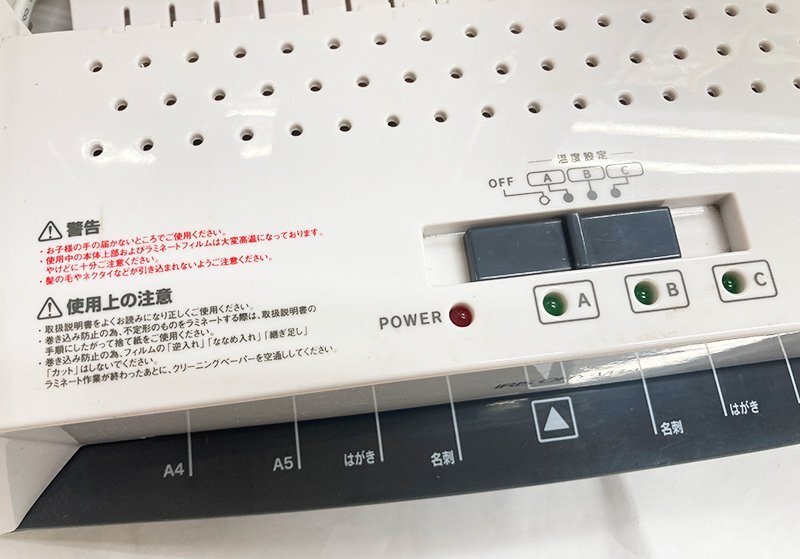 温度設定
OFF A B C
警告
・お子様の手の届かないところでご使用ください。
・使用中の本体上部およびラミネートフィルムは大変高温になっております。
やけどに十分ご注意ください。
・髪の毛やネクタイなどが引き込まれないようご注意ください。
使用上の注意
・取扱説明書をよくお読みになり正しくご使用ください。
・巻き込み防止の為、不定形のものをラミネートする際は、取扱説明書の
手順にしたがって捨て紙をご使用ください。
・巻き込み防止の為、フィルムの「逆入れ」「ななめ入れ」「継ぎ足し」
「カット」はしないでください。
ラミネート作業が終わったあとに、クリーニングペーパーを空通ししてください。
POWER A B C
A4 A5 はがき 名刺 名刺 はがき